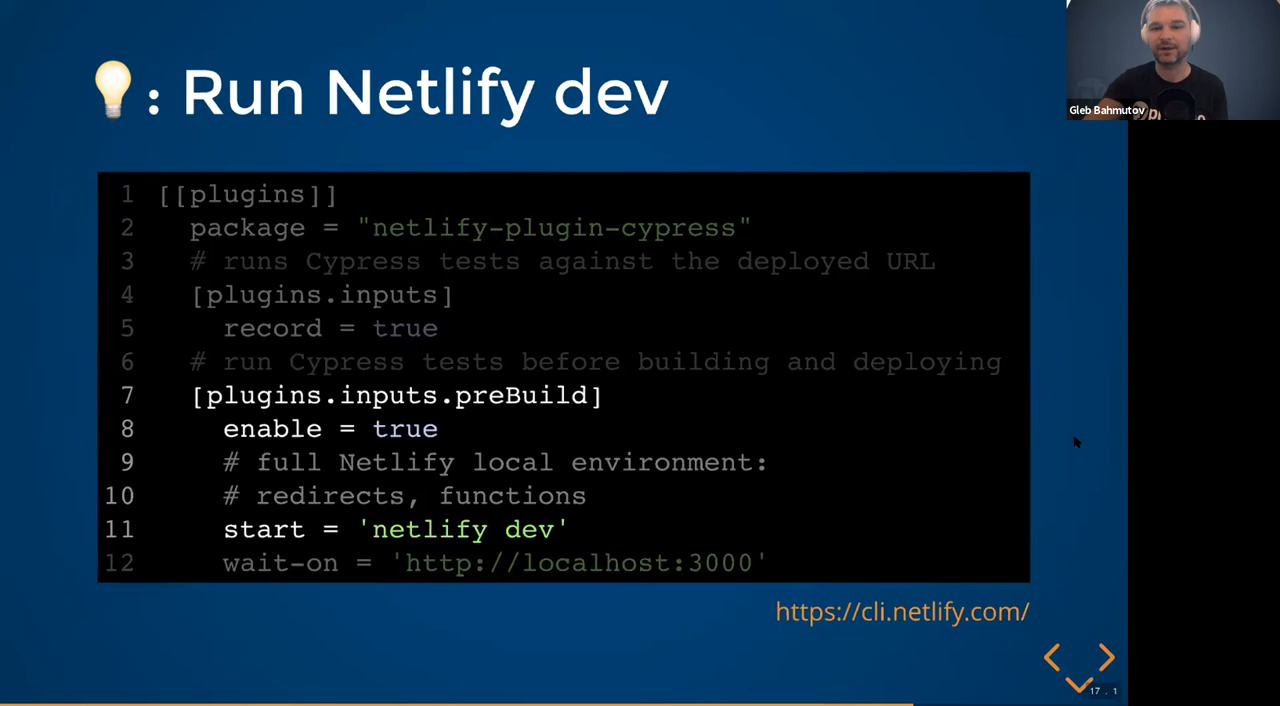 : Run Netlify dev
Gleb Bahmutov
1 [[plugins]]
2 package = "netlify-plugin-cypress"
3 # runs Cypress tests against the deployed URL
4 [plugins.inputs]
5 record = true
6 # run Cypress tests before building and deploying
7 [plugins.inputs.preBuild]
8 enable = true
9 # full Netlify local environment:
10 # redirects, functions
11 start = 'netlify dev'
12 wait-on = 'http://localhost:3000'
https://cli.netlify.com/
17 . 1